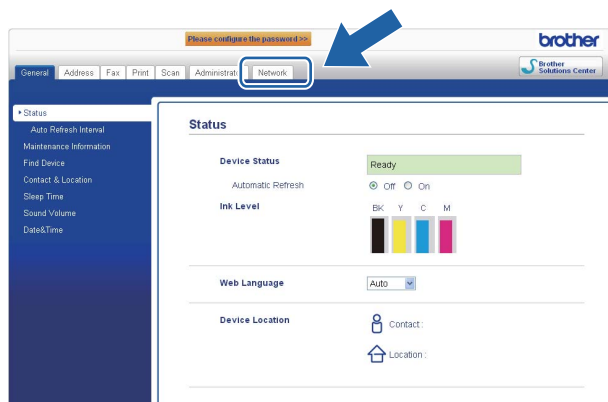 Please configure the password >>
brother
General Address Fax Print Scan Administrato Network
Brother
Solutions Center
Status
Auto Refresh Interval
Maintenance Information
Find Device
Contact & Location
Sleep Time
Sound Volume
Date&Time
Status
Device Status Ready
Automatic Refresh Off On
Ink Level BK Y C M
Web Language Auto
Device Location Contact :
Location :